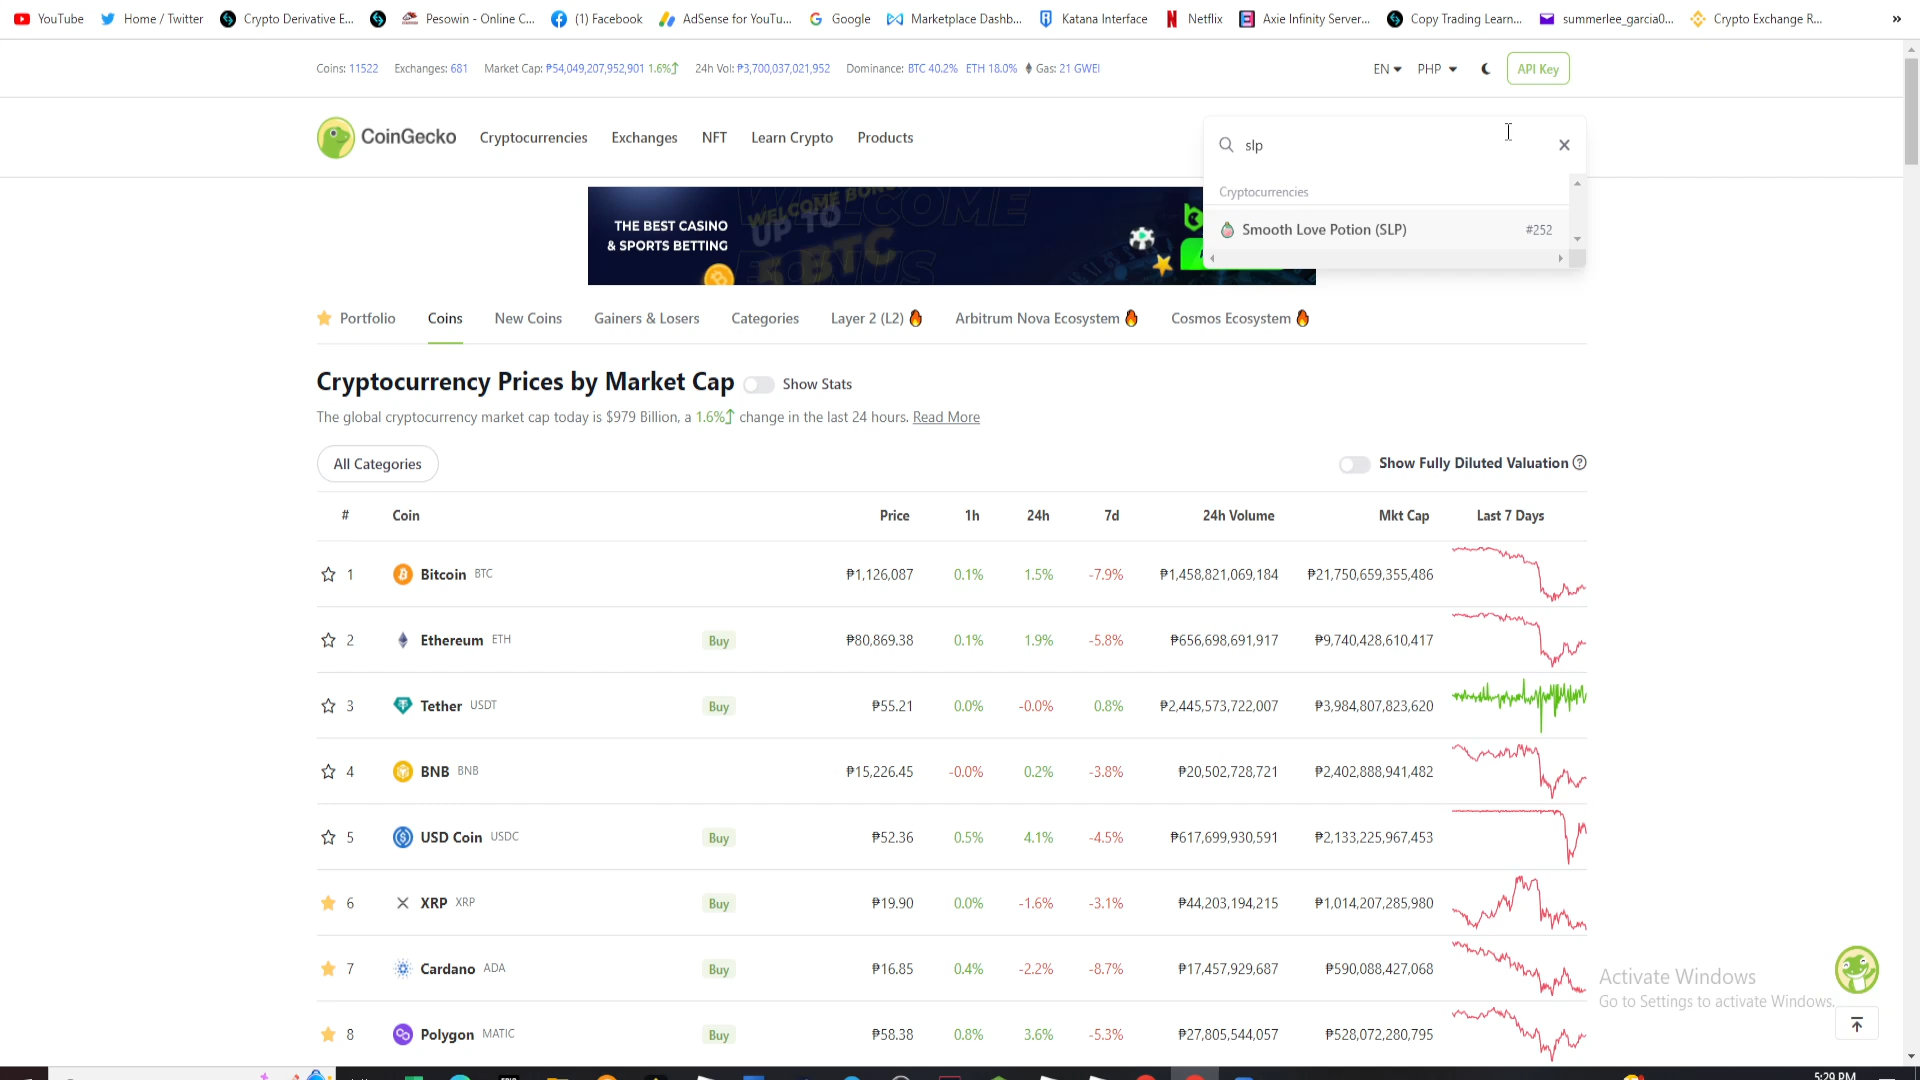 YouTube Home / Twitter Crypto Derivative E... Pesowin - Online C... (1) Facebook AdSense for YouTu... Google Marketplace Dashb... Katana Interface Netflix Axie Infinity Server... Copy Trading Learn... summerlee_garcia0... Crypto Exchange R... »
Coins: 11522 Exchanges: 681 Market Cap: ₱54,049,207,952,901 1.6% 24h Vol: ₱3,700,037,021,952 Dominance: BTC 40.2% ETH 18.0% Gas: 21 GWEI EN PHP API Key
CoinGecko Cryptocurrencies Exchanges NFT Learn Crypto Products
slp
Cryptocurrencies
Smooth Love Potion (SLP) #252
THE BEST CASINO
& SPORTS BETTING
WELCOME BONUS
UP TO
5 BTC
Portfolio Coins New Coins Gainers & Losers Categories Layer 2 (L2) Arbitrum Nova Ecosystem Cosmos Ecosystem
Cryptocurrency Prices by Market Cap Show Stats
The global cryptocurrency market cap today is $979 Billion, a 1.6% change in the last 24 hours. Read More
All Categories Show Fully Diluted Valuation
# Coin Price 1h 24h 7d 24h Volume Mkt Cap Last 7 Days
1 Bitcoin BTC ₱1,126,087 0.1% 1.5% -7.9% ₱1,458,821,069,184 ₱21,750,659,355,486
2 Ethereum ETH Buy ₱80,869.38 0.1% 1.9% -5.8% ₱656,698,691,917 ₱9,740,428,610,417
3 Tether USDT Buy ₱55.21 0.0% -0.0% 0.8% ₱2,445,573,722,007 ₱3,984,807,823,620
4 BNB BNB ₱15,226.45 -0.0% 0.2% -3.8% ₱20,502,728,721 ₱2,402,888,941,482
5 USD Coin USDC Buy ₱52.36 0.5% 4.1% -4.5% ₱617,699,930,591 ₱2,133,225,967,453
6 XRP XRP Buy ₱19.90 0.0% -1.6% -3.1% ₱44,203,194,215 ₱1,014,207,285,980
7 Cardano ADA Buy ₱16.85 0.4% -2.2% -8.7% ₱17,457,929,687 ₱590,088,427,068
8 Polygon MATIC Buy ₱58.38 0.8% 3.6% -5.3% ₱27,805,544,057 ₱528,072,280,795
Activate Windows
Go to Settings to activate Windows.
5:29 PM